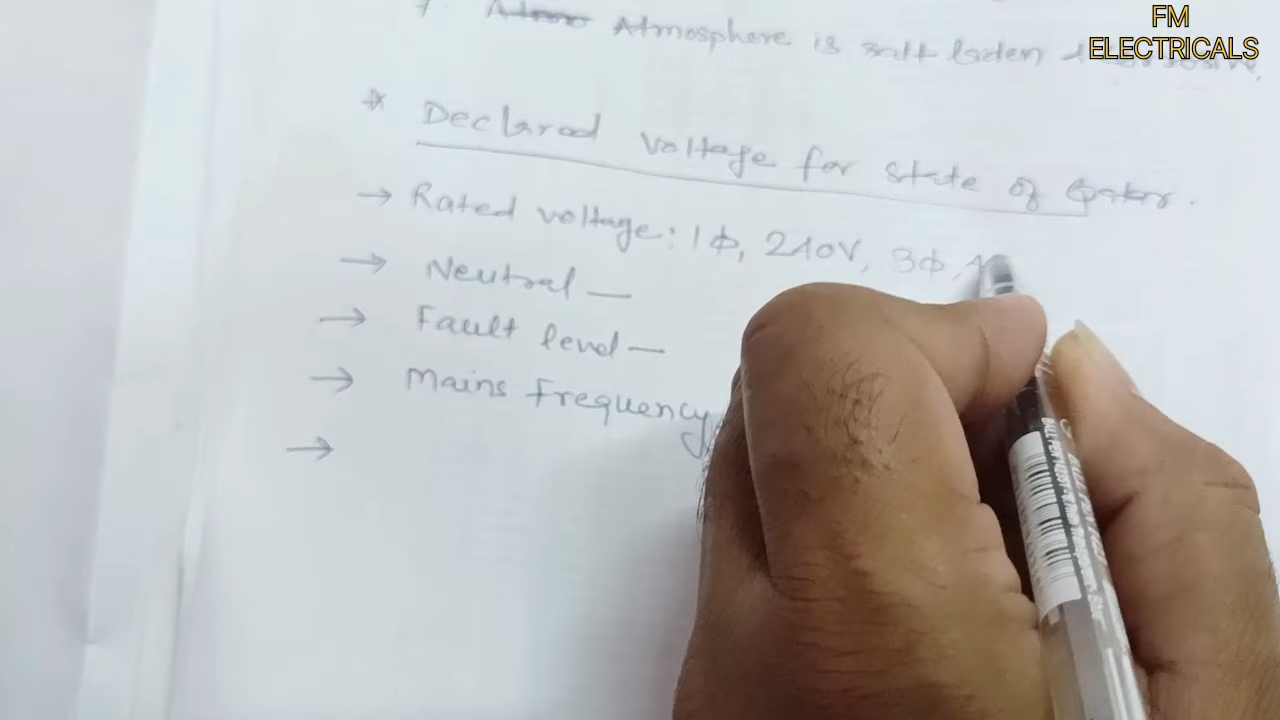 FM
ELECTRICALS
Atmosphere is salt laden
* Declared voltage for state of Qatar.
→ Rated voltage: 1ϕ, 240V, 3ϕ, 4
→ Neutral —
→ Fault level —
→ Mains Frequency
→